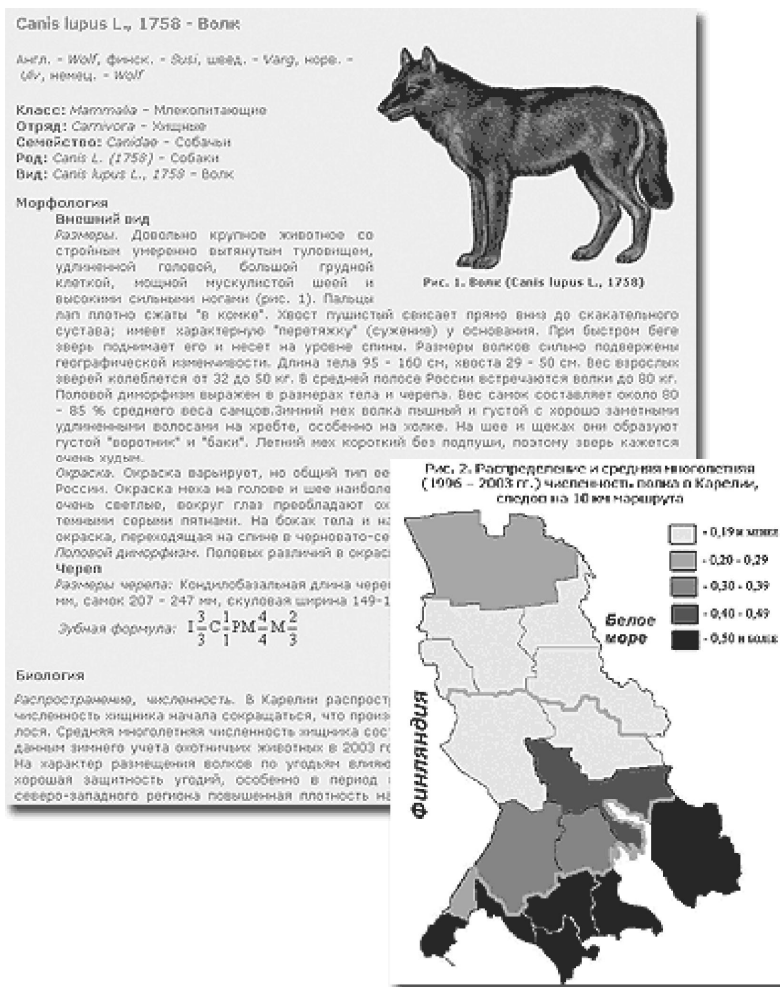 Canis lupus L., 1758 - Волк
Англ. - Wolf, финск. - Susi, швед. - Varg, норв. -
Ulv, немец. - Wolf
Класс: Mammalia - Млекопитающие
Отряд: Carnivora - Хищные
Семейство: Canidae - Собачьи
Род: Canis L. (1758) - Собаки
Вид: Canis lupus L., 1758 - Волк
Рис. 1. Волк (Canis lupus L., 1758)
Морфология
Внешний вид
Размеры. Довольно крупное животное со
стройным умеренно вытянутым туловищем,
удлиненной головой, большой грудной
клеткой, мощной мускулистой шеей и
высокими сильными ногами (рис. 1). Пальцы
лап плотно сжаты "в комке". Хвост пушистый свисает прямо вниз до скакательного
сустава; имеет характерную "перетяжку" (сужение) у основания. При быстром беге
зверь поднимает его и несет на уровне спины. Размеры волков сильно подвержены
географической изменчивости. Длина тела 95 - 160 см, хвоста 29 - 50 см. Вес взрослых
зверей колеблется от 32 до 50 кг. В средней полосе России встречаются волки до 80 кг.
Половой диморфизм выражен в размерах тела и черепа. Вес самок составляет около 80
- 85 % среднего веса самцов.Зимний мех волка пышный и густой с хорошо заметными
удлиненными волосами на хребте, особенно на холке. На шее и щеках они образуют
густой "воротник" и "баки". Летний мех короткий без подпуши, поэтому зверь кажется
очень худым.
Окраска. Окраска варьирует, но общий тип ее
России. Окраска меха на голове и шее наиболе
очень светлые, вокруг глаз преобладают ох
темными серыми пятнами. На боках тела и на
окраска, переходящая на спине в черновато-се
Половой диморфизм. Половых различий в окрас
Череп
Размеры черепа: Кондилобазальная длина череп
мм, самок 207 - 247 мм, скуловая ширина 149-1
Зубная формула: I 3/3 C 1/1 PM 4/4 M 2/3
Биология
Распространение, численность. В Карелии распрост
численность хищника начала сокращаться, что произ
лося. Средняя многолетняя численность хищника сос
данным зимнего учета охотничьих животных в 2003 го
На характер размещения волков по угодьям влияю
хорошая защитность угодий, особенно в период
северо-западного региона повышенная плотность на
Рис. 2. Распределение и средняя многолетняя
(1996 - 2003 гг.) численность волка в Карелии,
следов на 10 км маршрута
- 0,19 и менее
- 0,20 - 0,29
- 0,30 - 0,39
- 0,40 - 0,49
- 0,50 и более
Белое
море
Финляндия